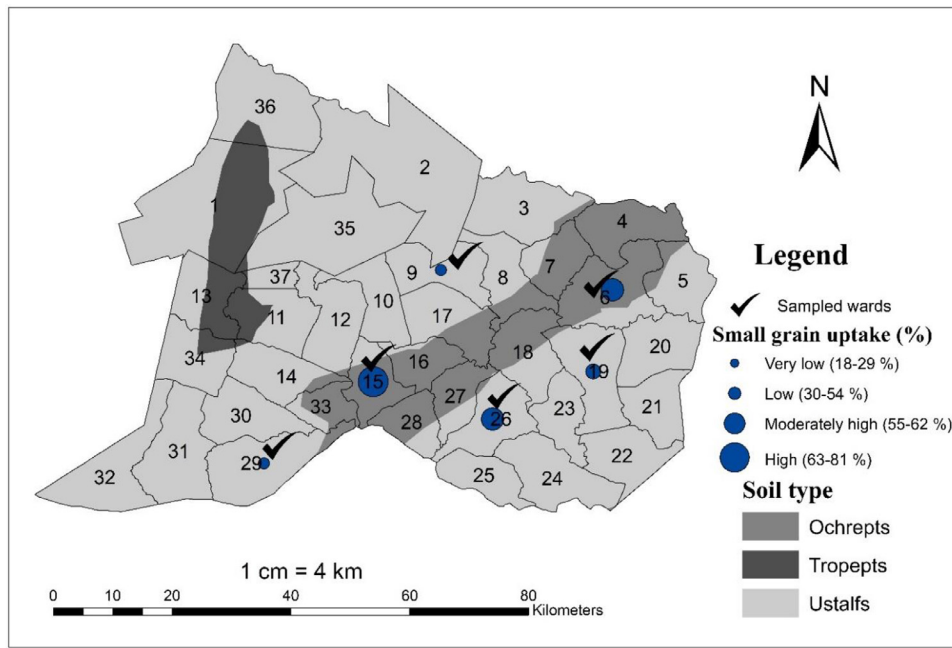 N
36
2
1
3
4
35
7
5
9
8
37
13
6
10
17
11
12
18
20
16
34
14
15
19
27
33
23
21
30
28
26
29
31
22
32
25
24
Legend
Sampled wards
Small grain uptake (%)
Very low (18-29 %)
Low (30-54 %)
Moderately high (55-62 %)
High (63-81 %)
Soil type
Ochrepts
Tropepts
Ustalfs
1 cm = 4 km
0 10 20 40 60 80
Kilometers